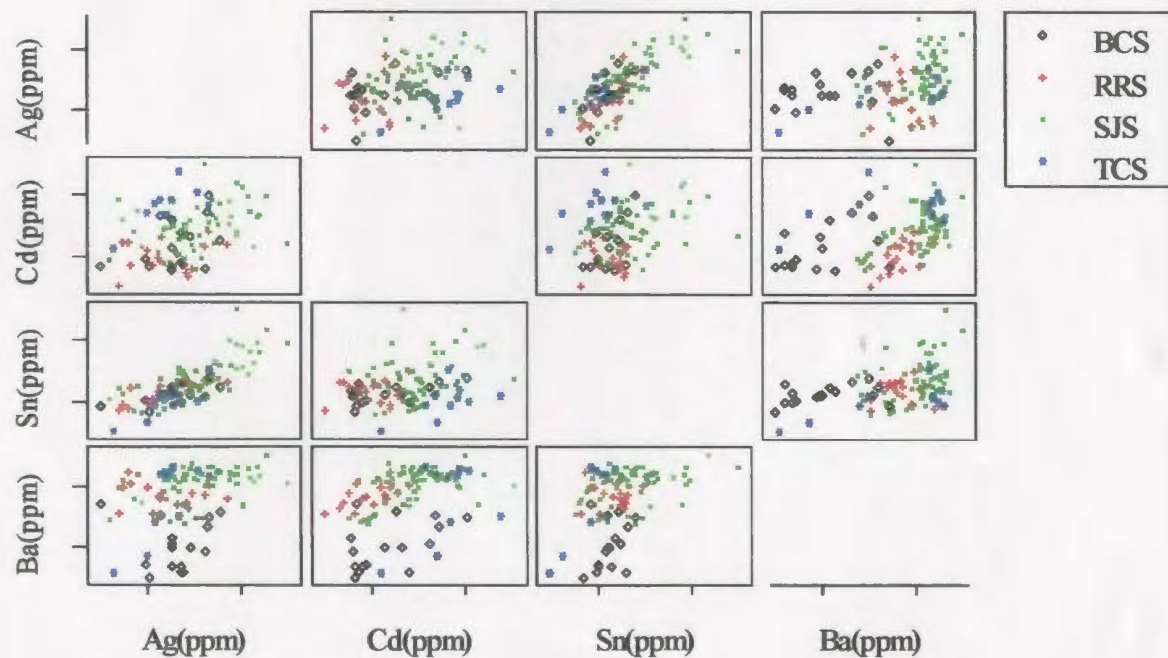 Ag(ppm)
Cd(ppm)
Sn(ppm)
Ba(ppm)
BCS
RRS
SJS
TCS
Ag(ppm)
Cd(ppm)
Sn(ppm)
Ba(ppm)